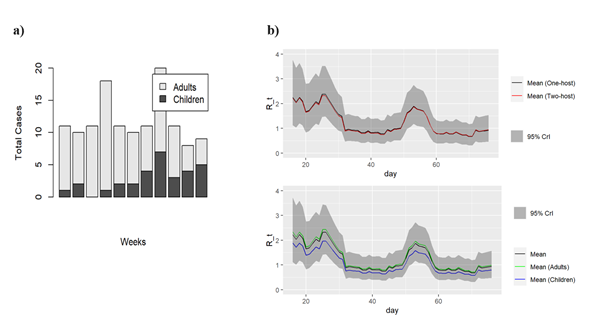 a)
Total Cases
20
15
10
5
0
Adults
Children
Weeks
b)
R_t
4
3
2
1
0
20
40
60
day
Mean (One-host)
Mean (Two-host)
95% CrI
R_t
4
3
2
1
0
20
40
60
day
95% CrI
Mean
Mean (Adults)
Mean (Children)